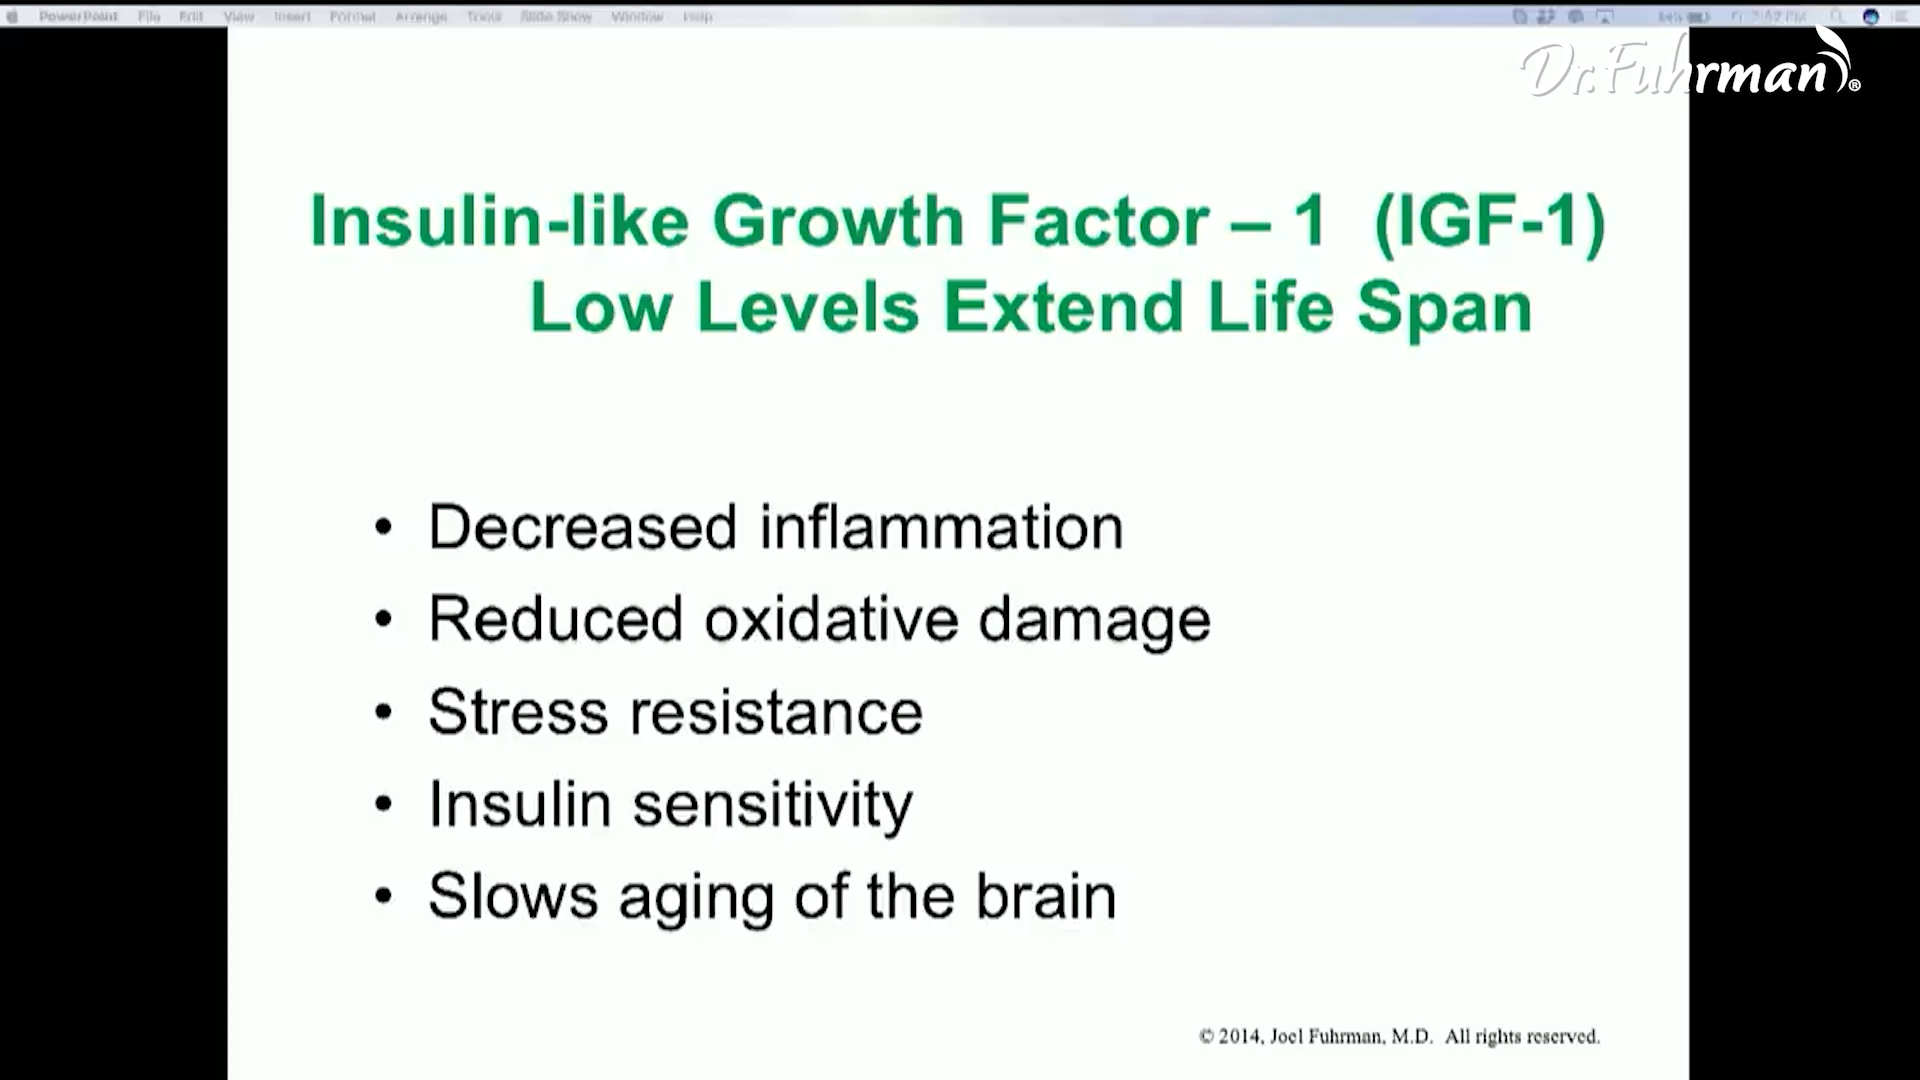 PowerPoint File Edit View Insert Format Arrange Tools Slide Show Window Help
Dr.Fuhrman®
Insulin-like Growth Factor – 1 (IGF-1)
Low Levels Extend Life Span
• Decreased inflammation
• Reduced oxidative damage
• Stress resistance
• Insulin sensitivity
• Slows aging of the brain
© 2014, Joel Fuhrman, M.D. All rights reserved.